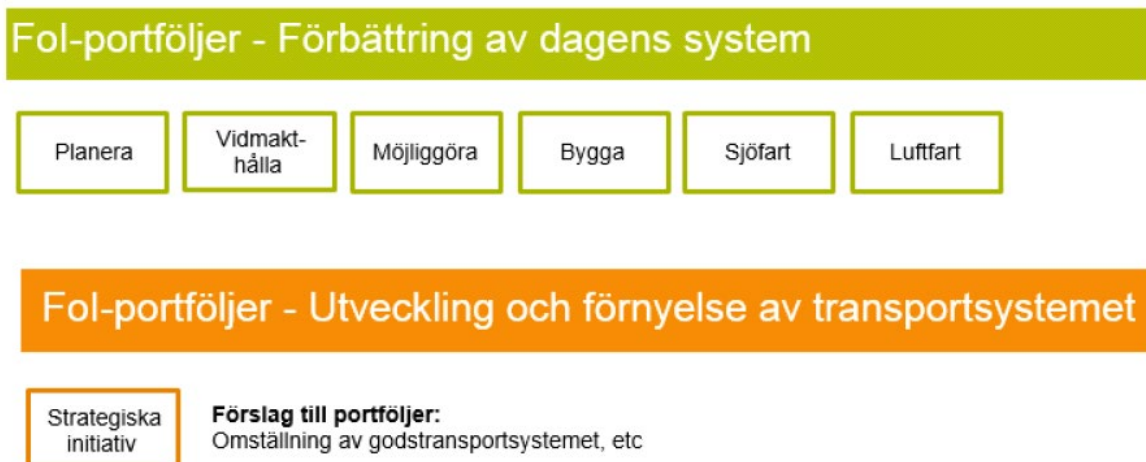 FoI-portföljer - Förbättring av dagens system
Planera
Vidmakt-
hålla
Möjliggöra
Bygga
Sjöfart
Luftfart
FoI-portföljer - Utveckling och förnyelse av transportsystemet
Strategiska
initiativ
Förslag till portföljer:
Omställning av godstransportsystemet, etc